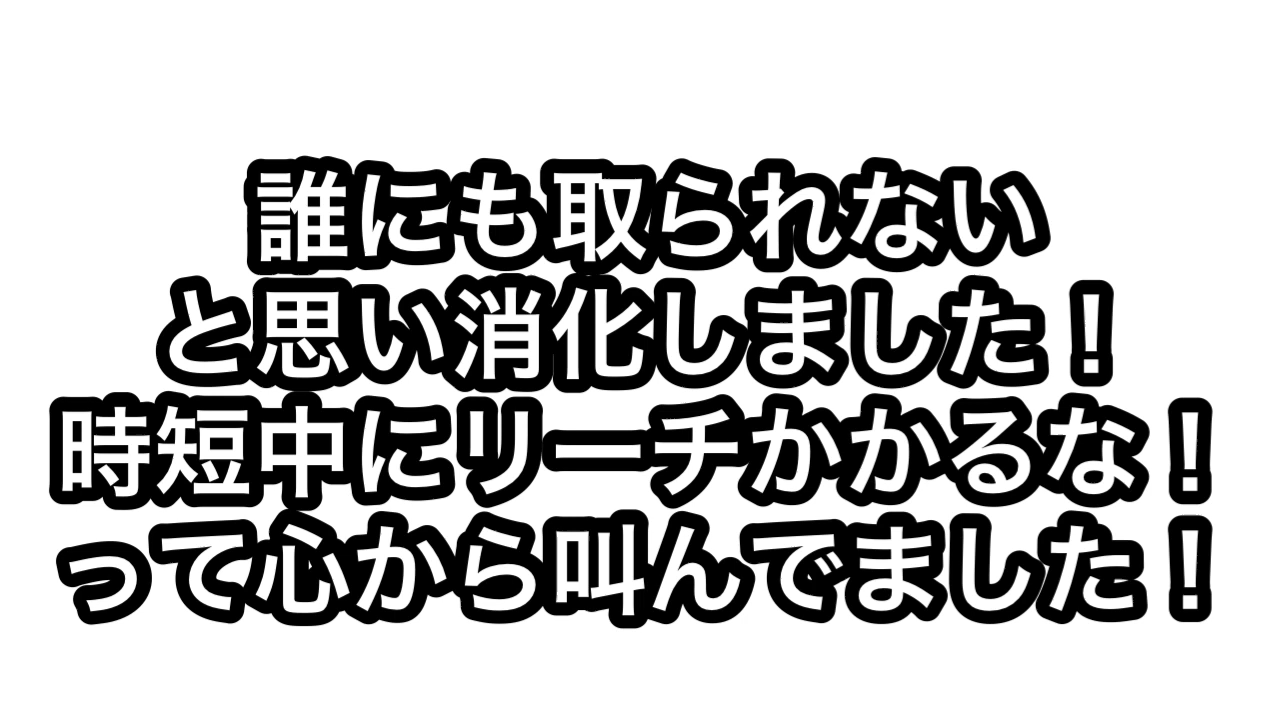 誰にも取られない
と思い消化しました！
時短中にリーチかかるな！
って心から叫んでました！